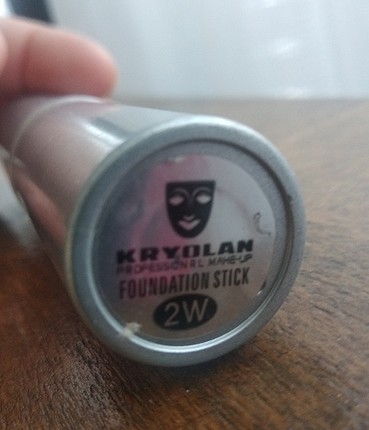 KRYOLAN
PROFESSIONAL MAKE-UP
FOUNDATION STICK
2W